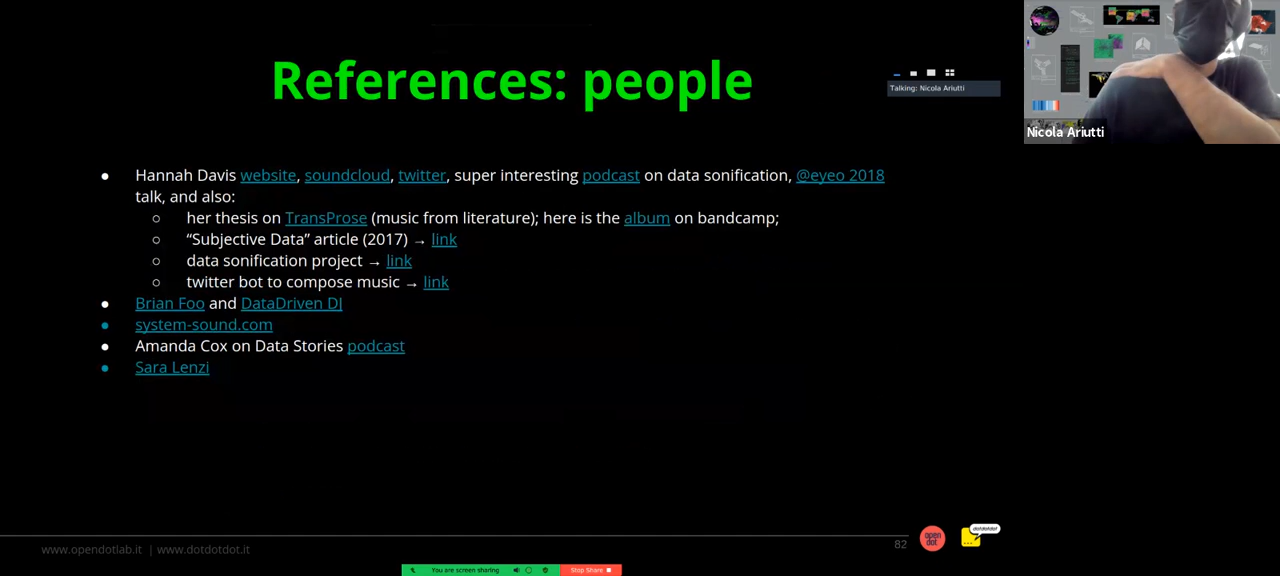 References: people
Talking: Nicola Ariutti
Nicola Ariutti
● Hannah Davis website, soundcloud, twitter, super interesting podcast on data sonification, @eyeo 2018
talk, and also:
○ her thesis on TransProse (music from literature); here is the album on bandcamp;
○ “Subjective Data” article (2017) → link
○ data sonification project → link
○ twitter bot to compose music → link
● Brian Foo and DataDriven DJ
● system-sound.com
● Amanda Cox on Data Stories podcast
● Sara Lenzi
www.opendotlab.it | www.dotdotdot.it
82
open
dot
dotdotdot
You are screen sharing
Stop Share